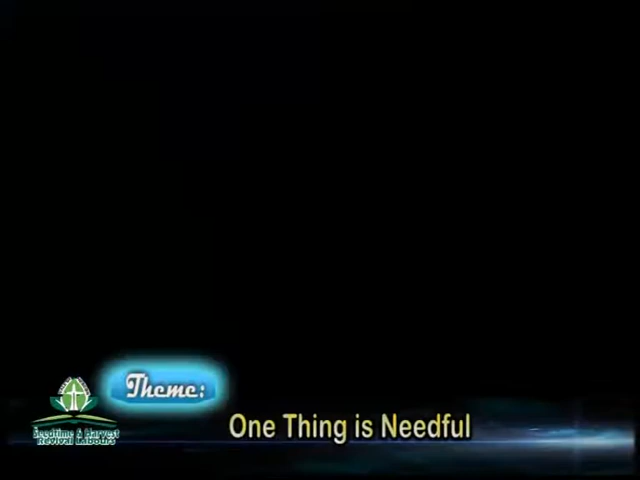 Theme:
One Thing is Needful
Seedtime & Harvest
Revival Labours